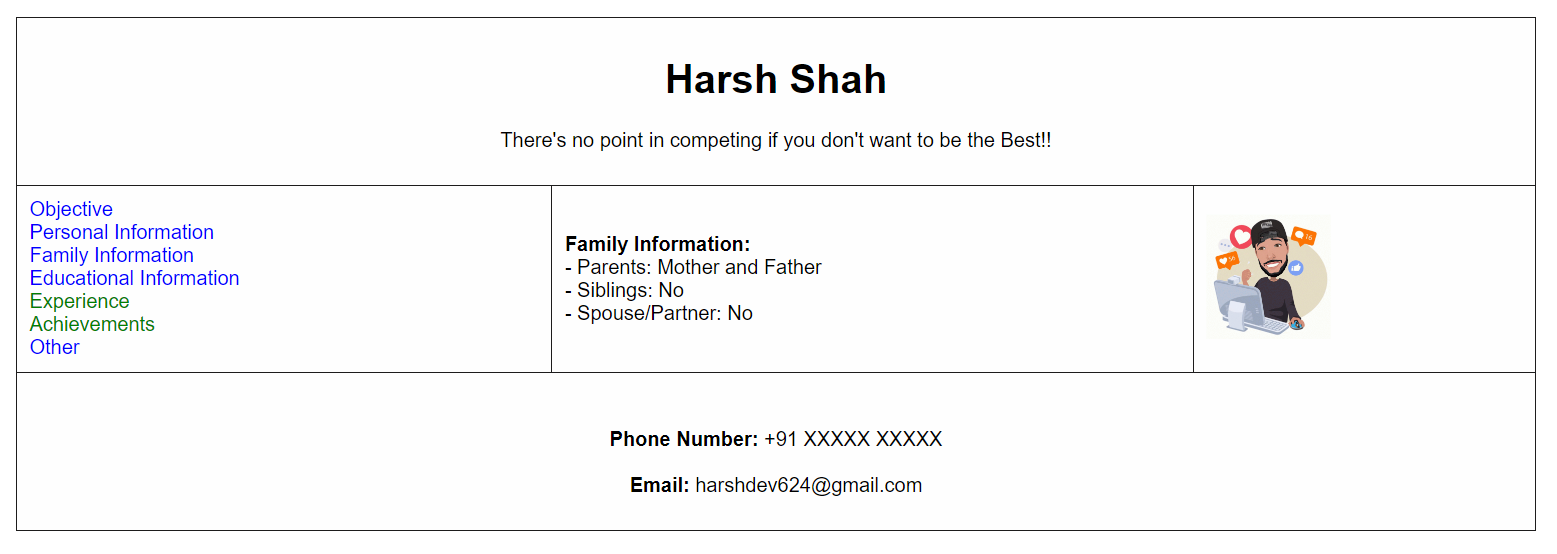 Harsh Shah
There's no point in competing if you don't want to be the Best!!
Objective
Personal Information
Family Information
Educational Information
Experience
Achievements
Other
Family Information:
- Parents: Mother and Father
- Siblings: No
- Spouse/Partner: No
16
Phone Number: +91 XXXXX XXXXX
Email: harshdev624@gmail.com